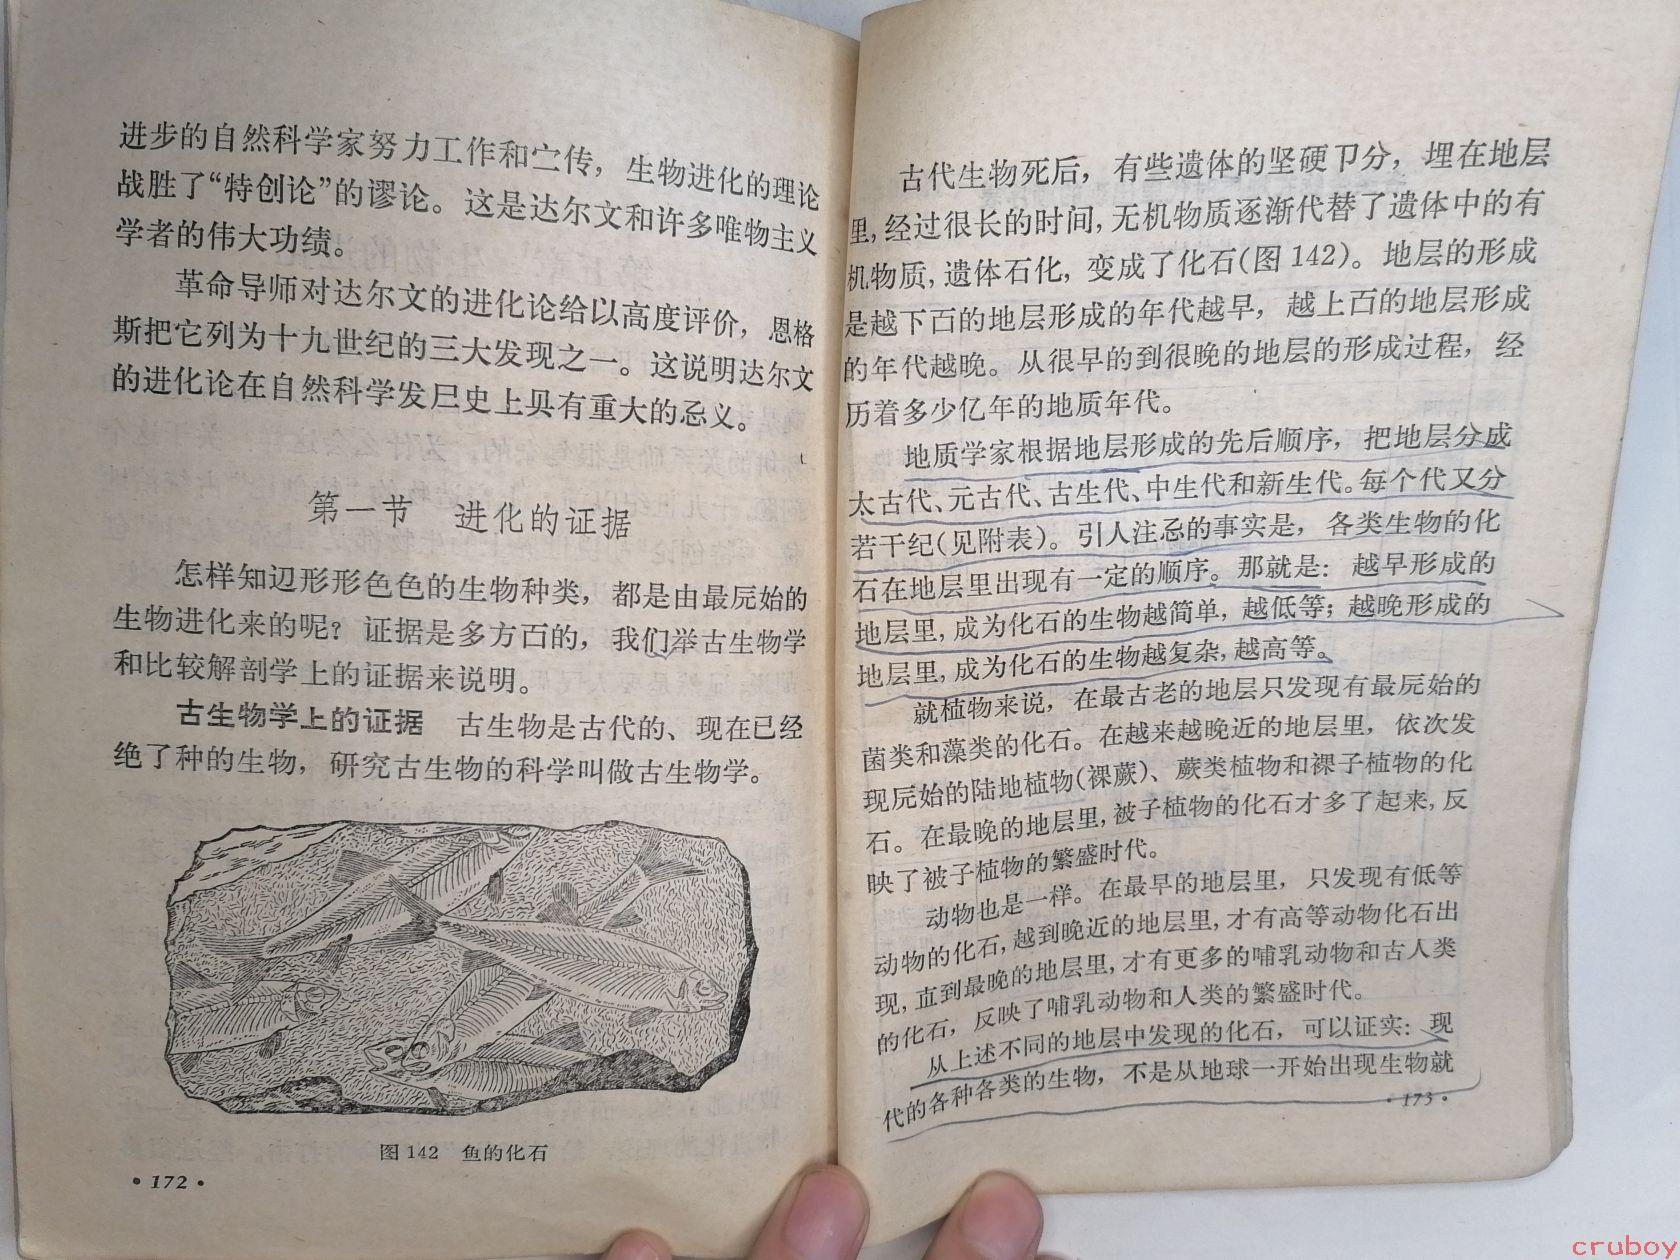 进步的自然科学家努力工作和宣传，生物进化的理论
战胜了“特创论”的谬论。这是达尔文和许多唯物主义
学者的伟大功绩。
革命导师对达尔文的进化论给以高度评价，恩格
斯把它列为十九世纪的三大发现之一。这说明达尔文
的进化论在自然科学发展史上具有重大的意义。
第一节 进化的证据
怎样知道形形色色的生物种类，都是由最原始的
生物进化来的呢？证据是多方面的，我们举古生物学
和比较解剖学上的证据来说明。
古生物学上的证据 古生物是古代的、现在已经
绝了种的生物，研究古生物的科学叫做古生物学。
图 142 鱼的化石
·172·
古代生物死后，有些遗体的坚硬部分，埋在地层
里，经过很长的时间，无机物质逐渐代替了遗体中的有
机物质，遗体石化，变成了化石（图 142）。地层的形成
是越下面的地层形成的年代越早，越上面的地层形成
的年代越晚。从很早的到很晚的地层的形成过程，经
历着多少亿年的地质年代。
地质学家根据地层形成的先后顺序，把地层分成
太古代、元古代、古生代、中生代和新生代。每个代又分
若干纪（见附表）。引人注意的事实是，各类生物的化
石在地层里出现有一定的顺序。那就是：越早形成的
地层里，成为化石的生物越简单，越低等；越晚形成的
地层里，成为化石的生物越复杂，越高等。
就植物来说，在最古老的地层只发现有最原始的
菌类和藻类的化石。在越来越晚近的地层里，依次发
现原始的陆地植物（裸蕨）、蕨类植物和裸子植物的化
石。在最晚的地层里，被子植物的化石才多了起来，反
映了被子植物的繁盛时代。
动物也是一样。在最早的地层里，只发现有低等
动物的化石，越到晚近的地层里，才有高等动物化石出
现，直到最晚的地层里，才有更多的哺乳动物和古人类
的化石，反映了哺乳动物和人类的繁盛时代。
从上述不同的地层中发现的化石，可以证实：现
代的各种各类的生物，不是从地球一开始出现生物就
·173·
cruboy